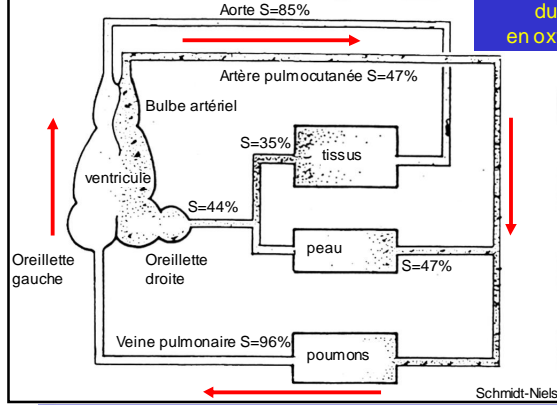 Aorte S=85%
du
en ox
Artère pulmocutanée S=47%
Bulbe artériel
S=35%
tissus
ventricule
S=44%
Oreillette
gauche
Oreillette
droite
peau
S=47%
Veine pulmonaire S=96%
poumons
Schmidt-Niels